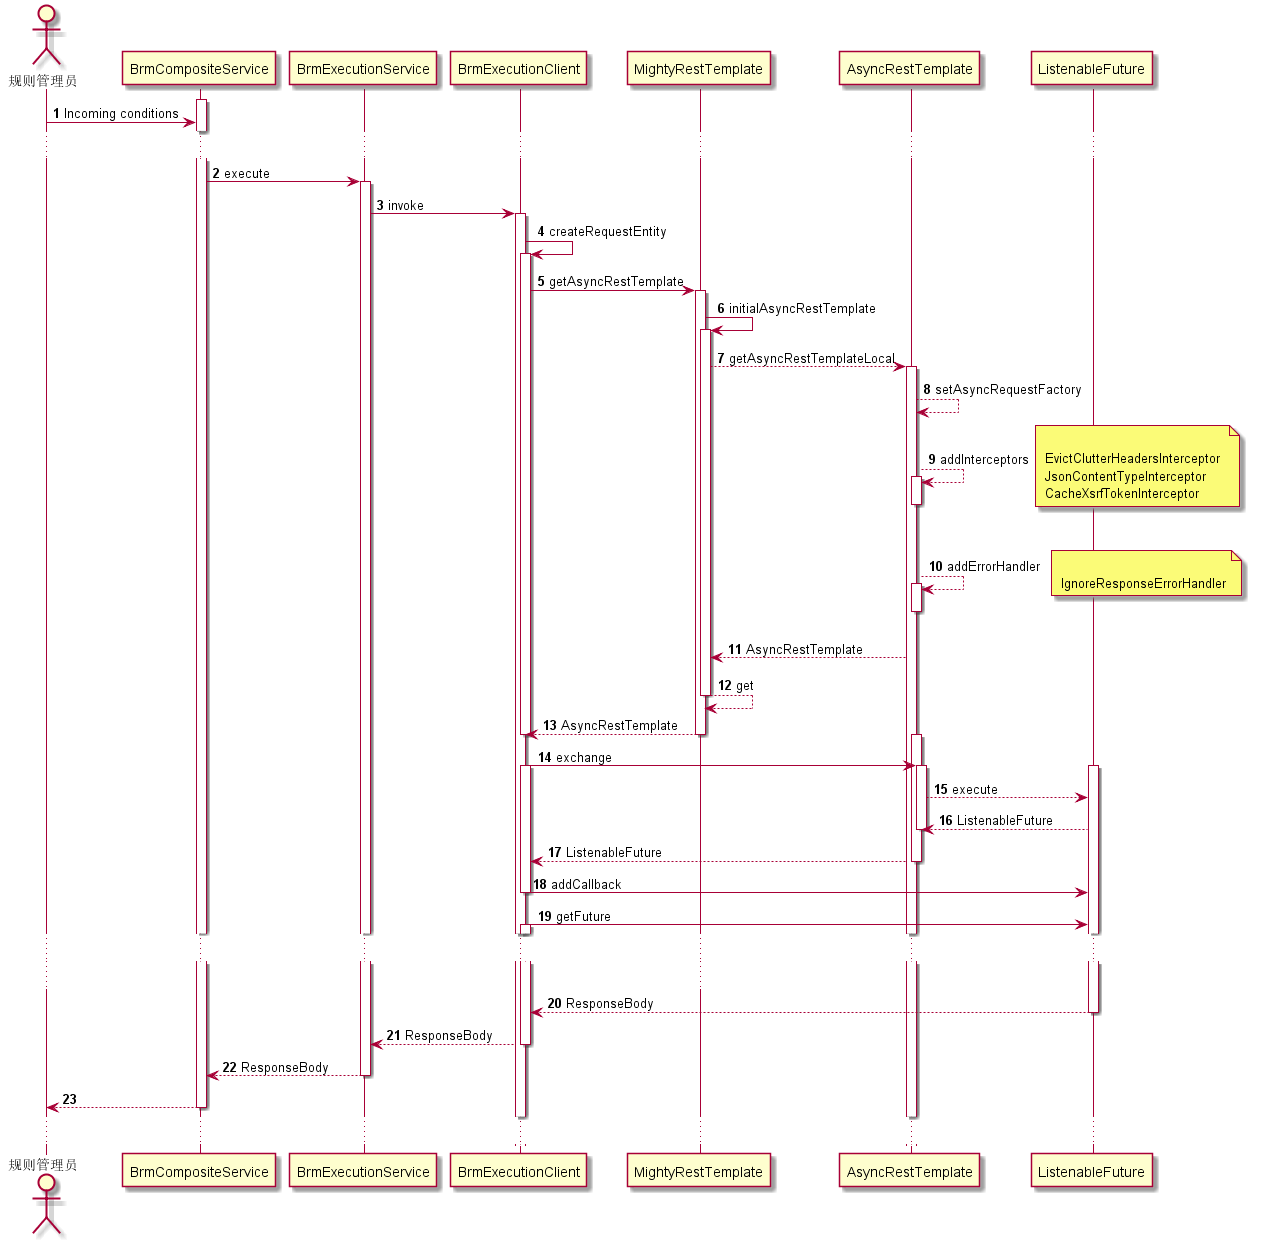 规则管理员
BrmCompositeService
BrmExecutionService
BrmExecutionClient
MightyRestTemplate
AsyncRestTemplate
ListenableFuture
1 Incoming conditions
2 execute
3 invoke
4 createRequestEntity
5 getAsyncRestTemplate
6 initialAsyncRestTemplate
7 getAsyncRestTemplateLocal
8 setAsyncRequestFactory
9 addInterceptors
EvictClutterHeadersInterceptor
JsonContentTypeInterceptor
CacheXsrfTokenInterceptor
10 addErrorHandler
IgnoreResponseErrorHandler
11 AsyncRestTemplate
12 get
13 AsyncRestTemplate
14 exchange
15 execute
16 ListenableFuture
17 ListenableFuture
18 addCallback
19 getFuture
20 ResponseBody
21 ResponseBody
22 ResponseBody
23
规则管理员
BrmCompositeService
BrmExecutionService
BrmExecutionClient
MightyRestTemplate
AsyncRestTemplate
ListenableFuture